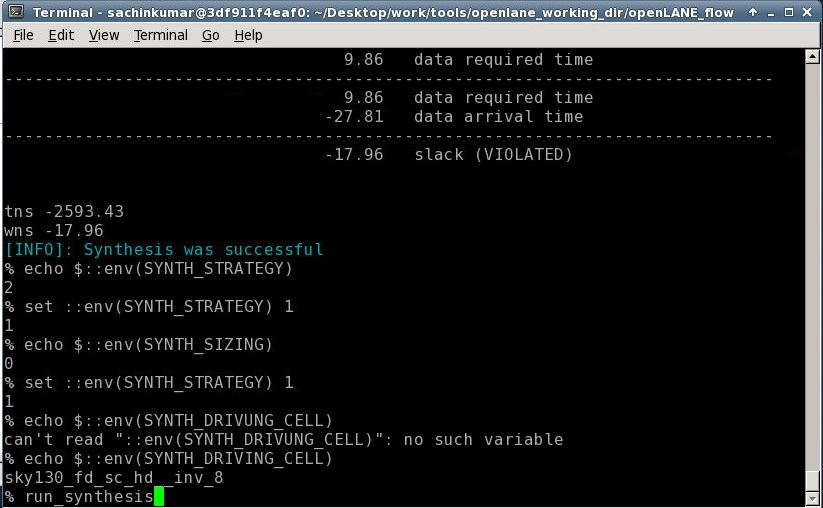 Terminal - sachinkumar@3df911f4eaf0: ~/Desktop/work/tools/openlane_working_dir/openLANE_flow
File Edit View Terminal Go Help
9.86 data required time
-----------------------------------------------------------------------------
9.86 data required time
-27.81 data arrival time
-----------------------------------------------------------------------------
-17.96 slack (VIOLATED)
tns -2593.43
wns -17.96
[INFO]: Synthesis was successful
% echo $::env(SYNTH_STRATEGY)
2
% set ::env(SYNTH_STRATEGY) 1
1
% echo $::env(SYNTH_SIZING)
0
% set ::env(SYNTH_STRATEGY) 1
1
% echo $::env(SYNTH_DRIVUNG_CELL)
can't read "::env(SYNTH_DRIVUNG_CELL)": no such variable
% echo $::env(SYNTH_DRIVING_CELL)
sky130_fd_sc_hd__inv_8
% run_synthesis